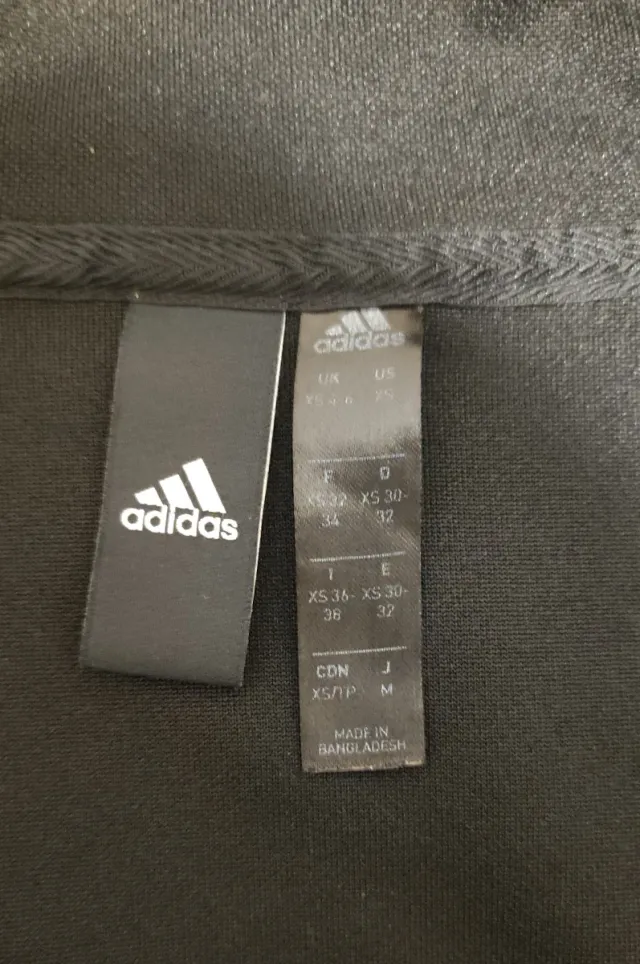 adidas
adidas
UK US
XS 4-6 XS
F D
XS 32- XS 30-
34 32
I E
XS 36- XS 30-
38 32
CDN J
XS/TP M
MADE IN
BANGLADESH